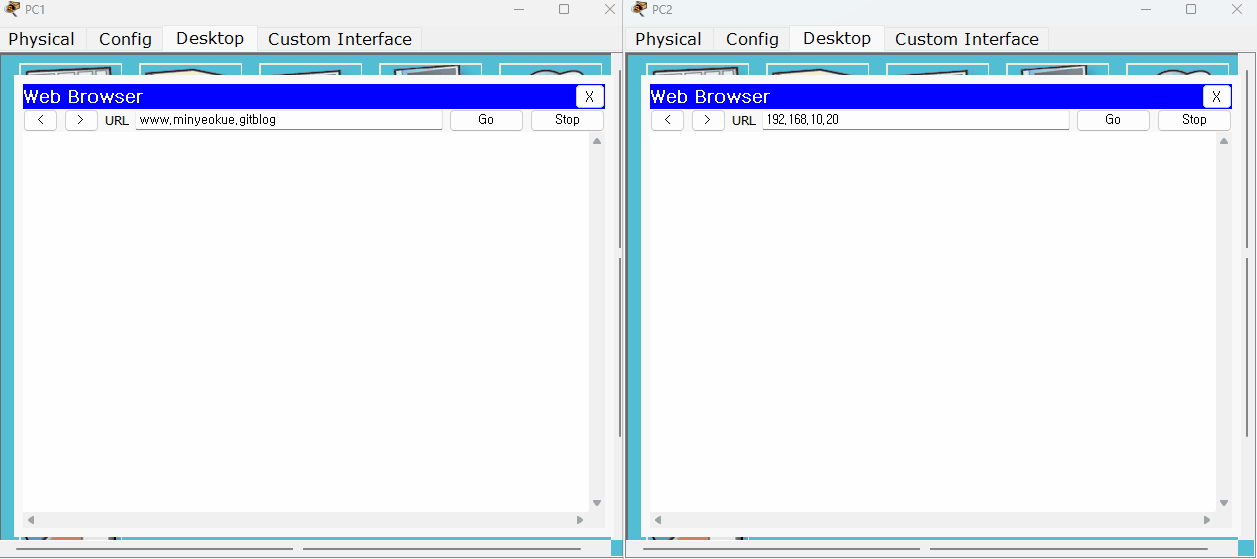 PC1
Physical Config Desktop Custom Interface
Web Browser X
< > URL www.minyeokue.gitblog Go Stop
PC2
Physical Config Desktop Custom Interface
Web Browser X
< > URL 192.168.10.20 Go Stop